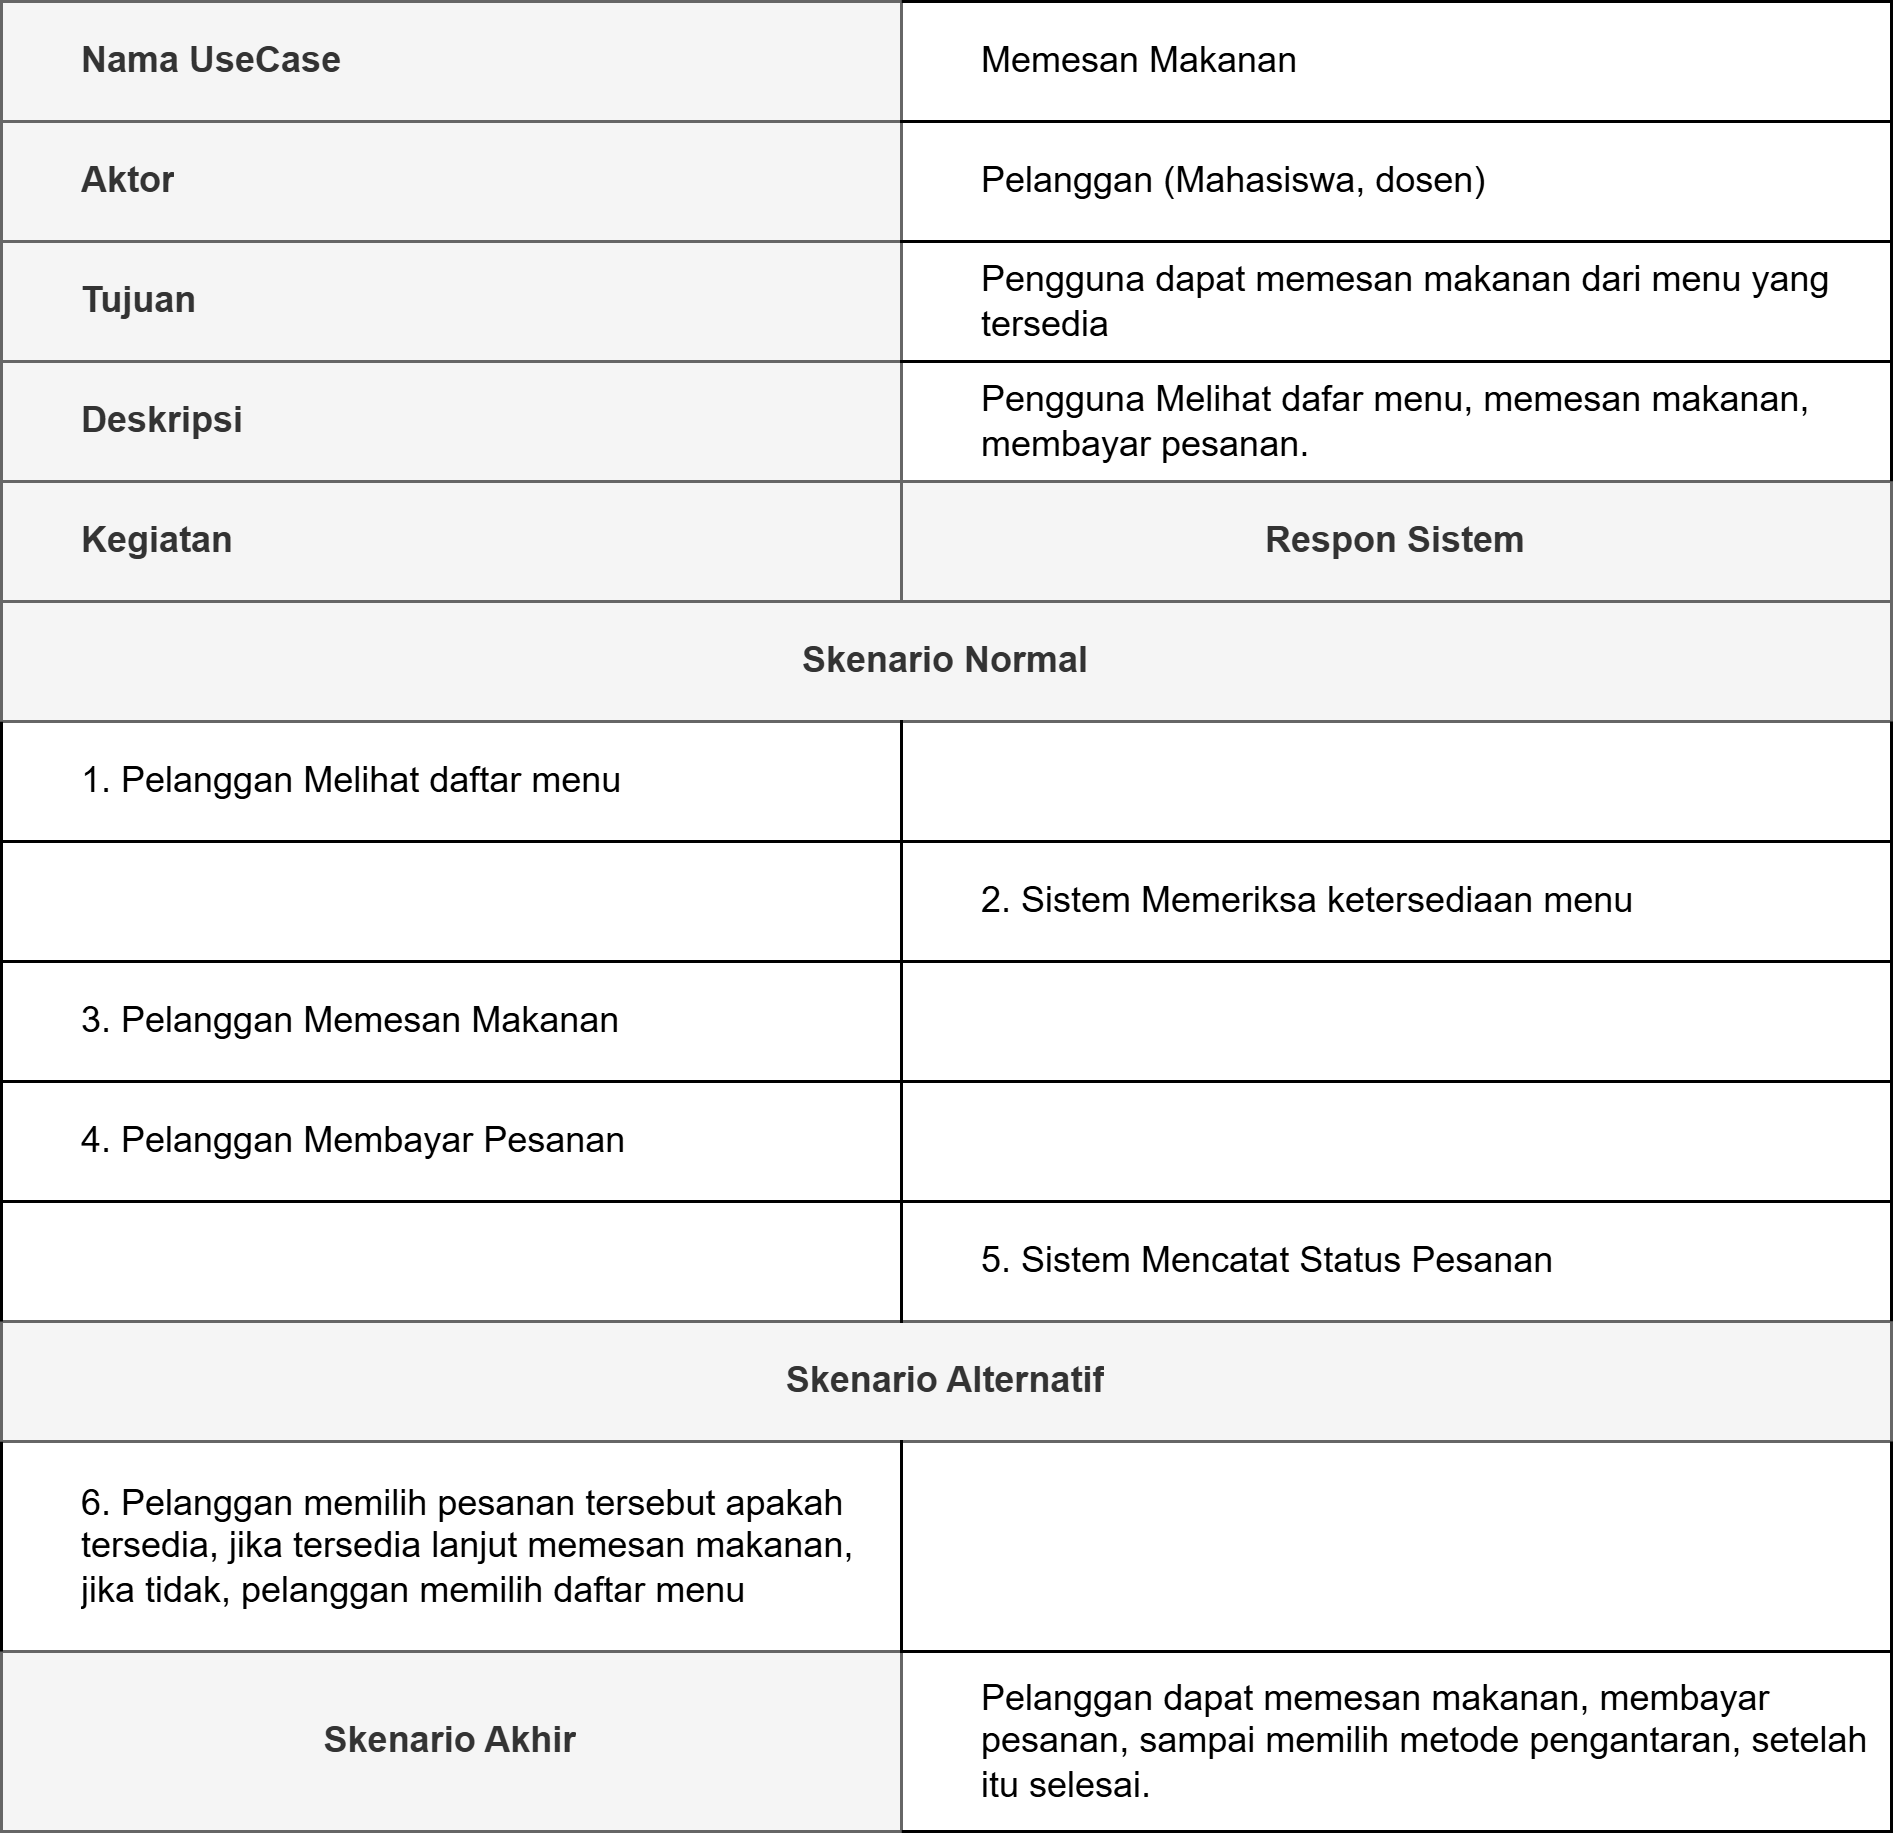 Nama UseCase
Memesan Makanan
Aktor
Pelanggan (Mahasiswa, dosen)
Tujuan
Pengguna dapat memesan makanan dari menu yang
tersedia
Deskripsi
Pengguna Melihat dafar menu, memesan makanan,
membayar pesanan.
Kegiatan
Respon Sistem
Skenario Normal
1. Pelanggan Melihat daftar menu
2. Sistem Memeriksa ketersediaan menu
3. Pelanggan Memesan Makanan
4. Pelanggan Membayar Pesanan
5. Sistem Mencatat Status Pesanan
Skenario Alternatif
6. Pelanggan memilih pesanan tersebut apakah
tersedia, jika tersedia lanjut memesan makanan,
jika tidak, pelanggan memilih daftar menu
Skenario Akhir
Pelanggan dapat memesan makanan, membayar
pesanan, sampai memilih metode pengantaran, setelah
itu selesai.